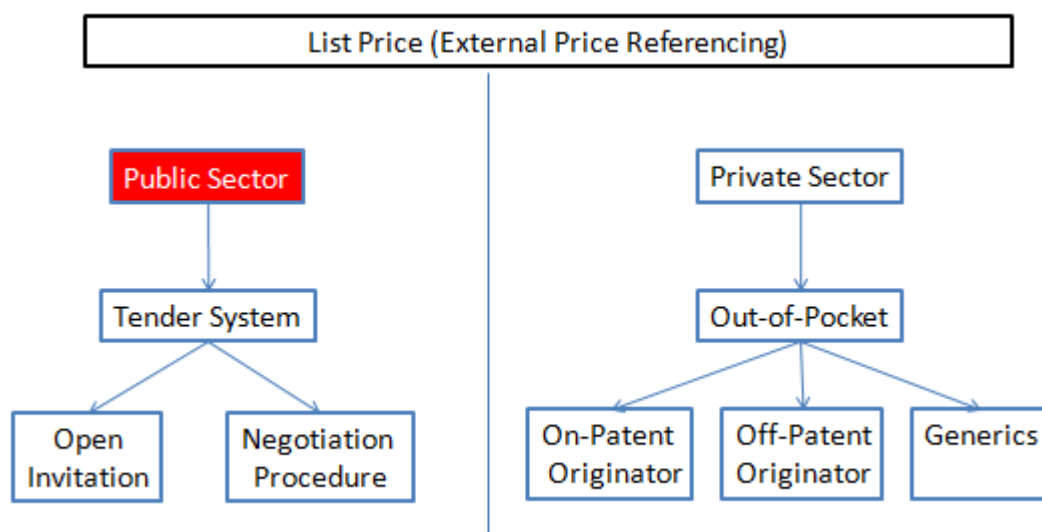 List Price (External Price Referencing)
Public Sector
Private Sector
Tender System
Out-of-Pocket
Open
Invitation
Negotiation
Procedure
On-Patent
Originator
Off-Patent
Originator
Generics